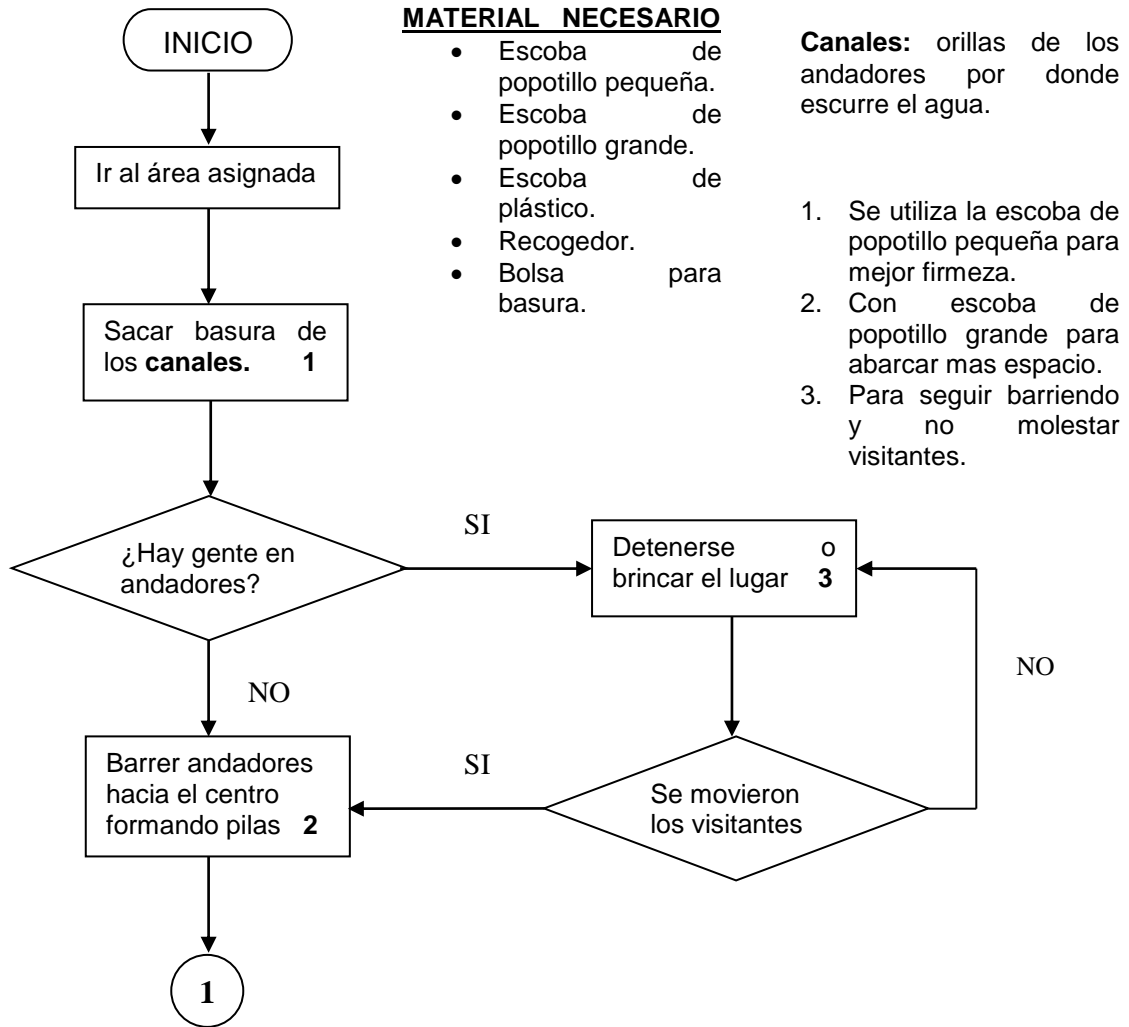 INICIO
Ir al área asignada
Sacar basura de
los canales. 1
¿Hay gente en
andadores?
SI
NO
Barrer andadores
hacia el centro
formando pilas 2
1
MATERIAL NECESARIO
• Escoba de
popotillo pequeña.
• Escoba de
popotillo grande.
• Escoba de
plástico.
• Recogedor.
• Bolsa para
basura.
Canales: orillas de los
andadores por donde
escurre el agua.
1. Se utiliza la escoba de
popotillo pequeña para
mejor firmeza.
2. Con escoba de
popotillo grande para
abarcar mas espacio.
3. Para seguir barriendo
y no molestar
visitantes.
Detenerse o
brincar el lugar 3
NO
SI
Se movieron
los visitantes